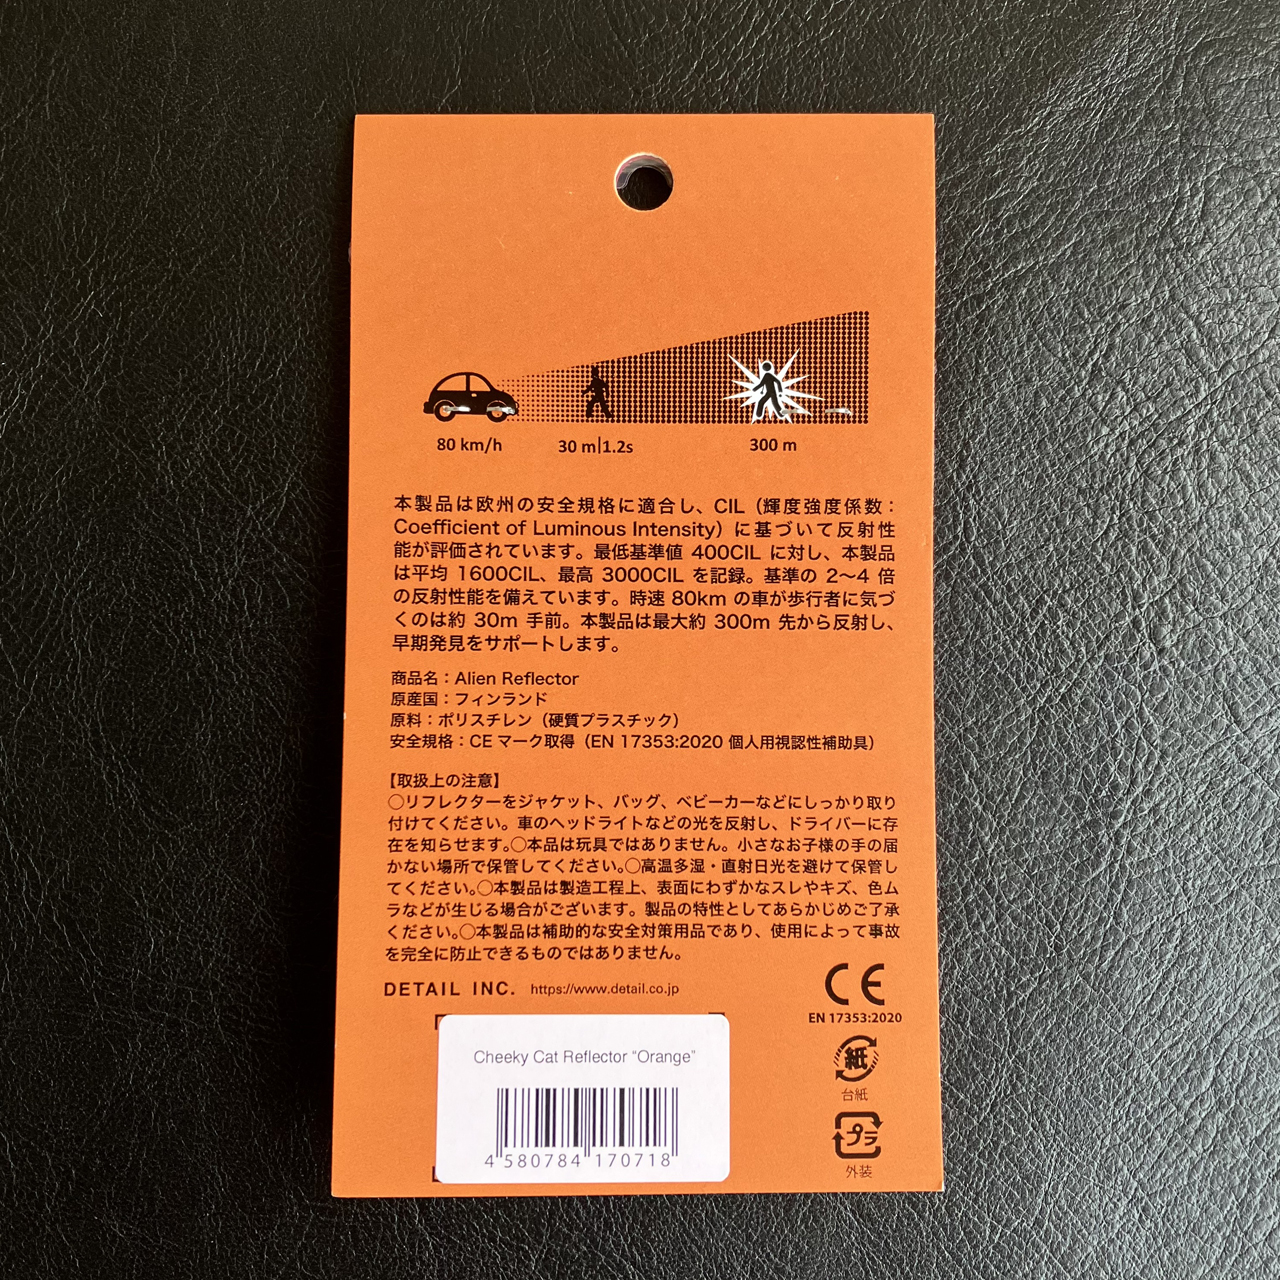 80 km/h
30 m|1.2s
300 m
本製品は欧州の安全規格に適合し、CIL（輝度強度係数：
Coefficient of Luminous Intensity）に基づいて反射性
能が評価されています。最低基準値 400CIL に対し、本製品
は平均 1600CIL、最高 3000CIL を記録。基準の 2〜4 倍
の反射性能を備えています。時速 80km の車が歩行者に気づ
くのは約 30m 手前。本製品は最大約 300m 先から反射し、
早期発見をサポートします。
商品名：Alien Reflector
原産国：フィンランド
原料：ポリスチレン（硬質プラスチック）
安全規格：CE マーク取得（EN 17353:2020 個人用視認性補助具）
【取扱上の注意】
◯リフレクターをジャケット、バッグ、ベビーカーなどにしっかり取り
付けてください。車のヘッドライトなどの光を反射し、ドライバーに存
在を知らせます。◯本品は玩具ではありません。小さなお子様の手の届
かない場所で保管してください。◯高温多湿・直射日光を避けて保管し
てください。◯本製品は製造工程上、表面にわずかなスレやキズ、色ム
ラなどが生じる場合がございます。製品の特性としてあらかじめご了承
ください。◯本製品は補助的な安全対策用品であり、使用によって事故
を完全に防止できるものではありません。
DETAIL INC. https://www.detail.co.jp
CE
EN 17353:2020
紙
台紙
プラ
外装
Cheeky Cat Reflector “Orange”
4 580784 170718